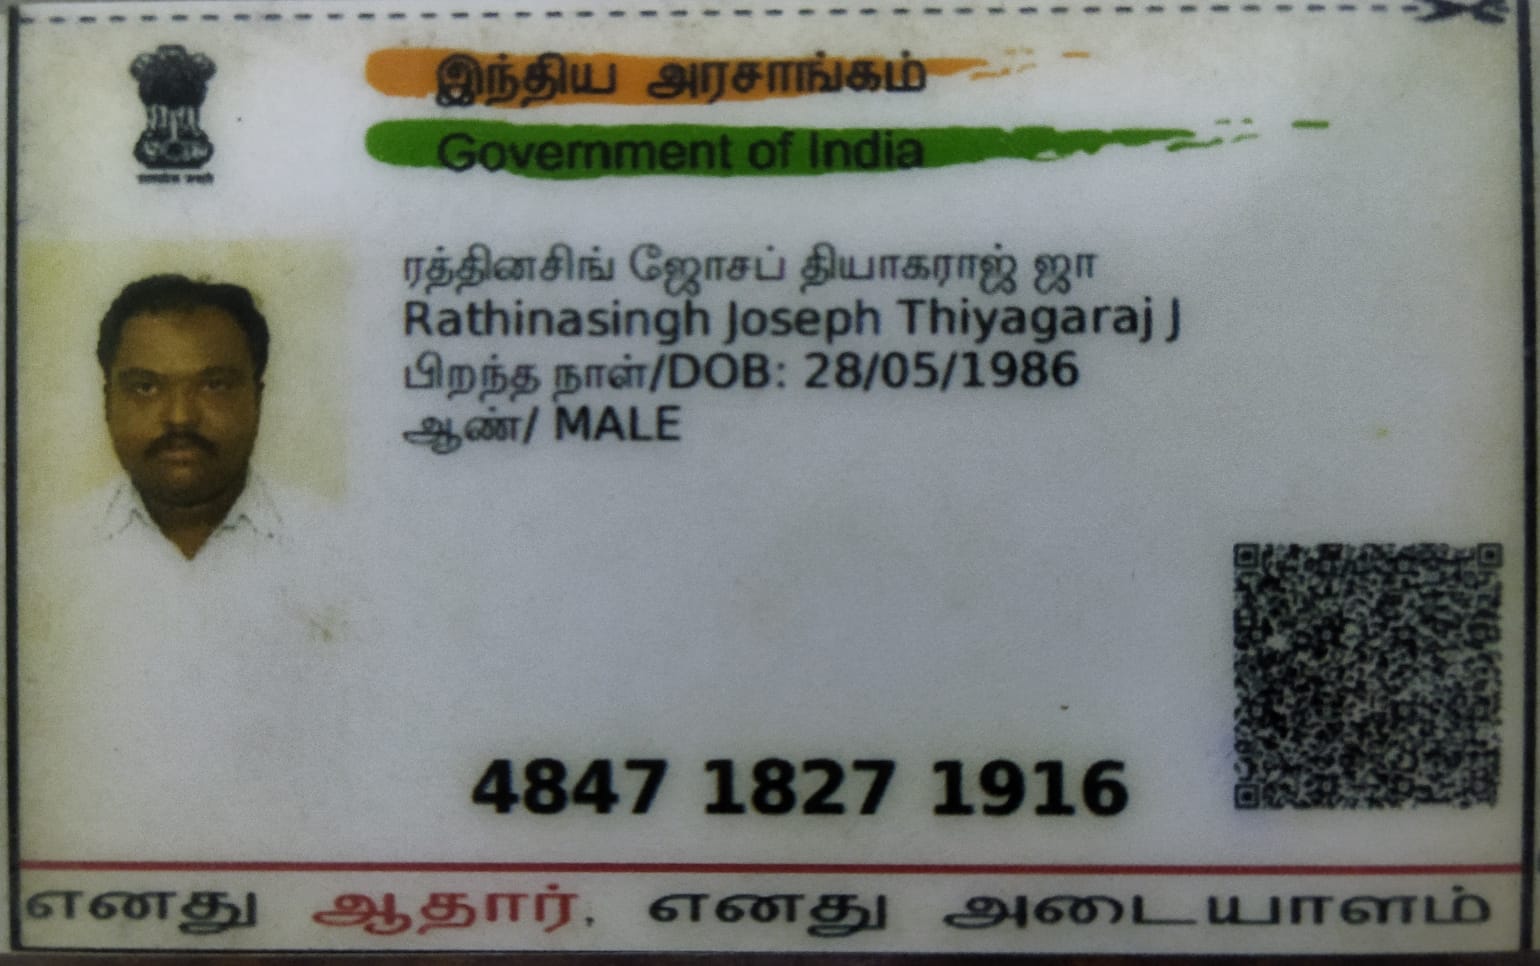 இந்திய அரசாங்கம்
Government of India
ரத்தினசிங் ஜோசப் தியாகராஜ் ஜா
Rathinasingh Joseph Thiyagaraj J
பிறந்த நாள்/DOB: 28/05/1986
ஆண்/ MALE
4847 1827 1916
எனது ஆதார், எனது அடையாளம்